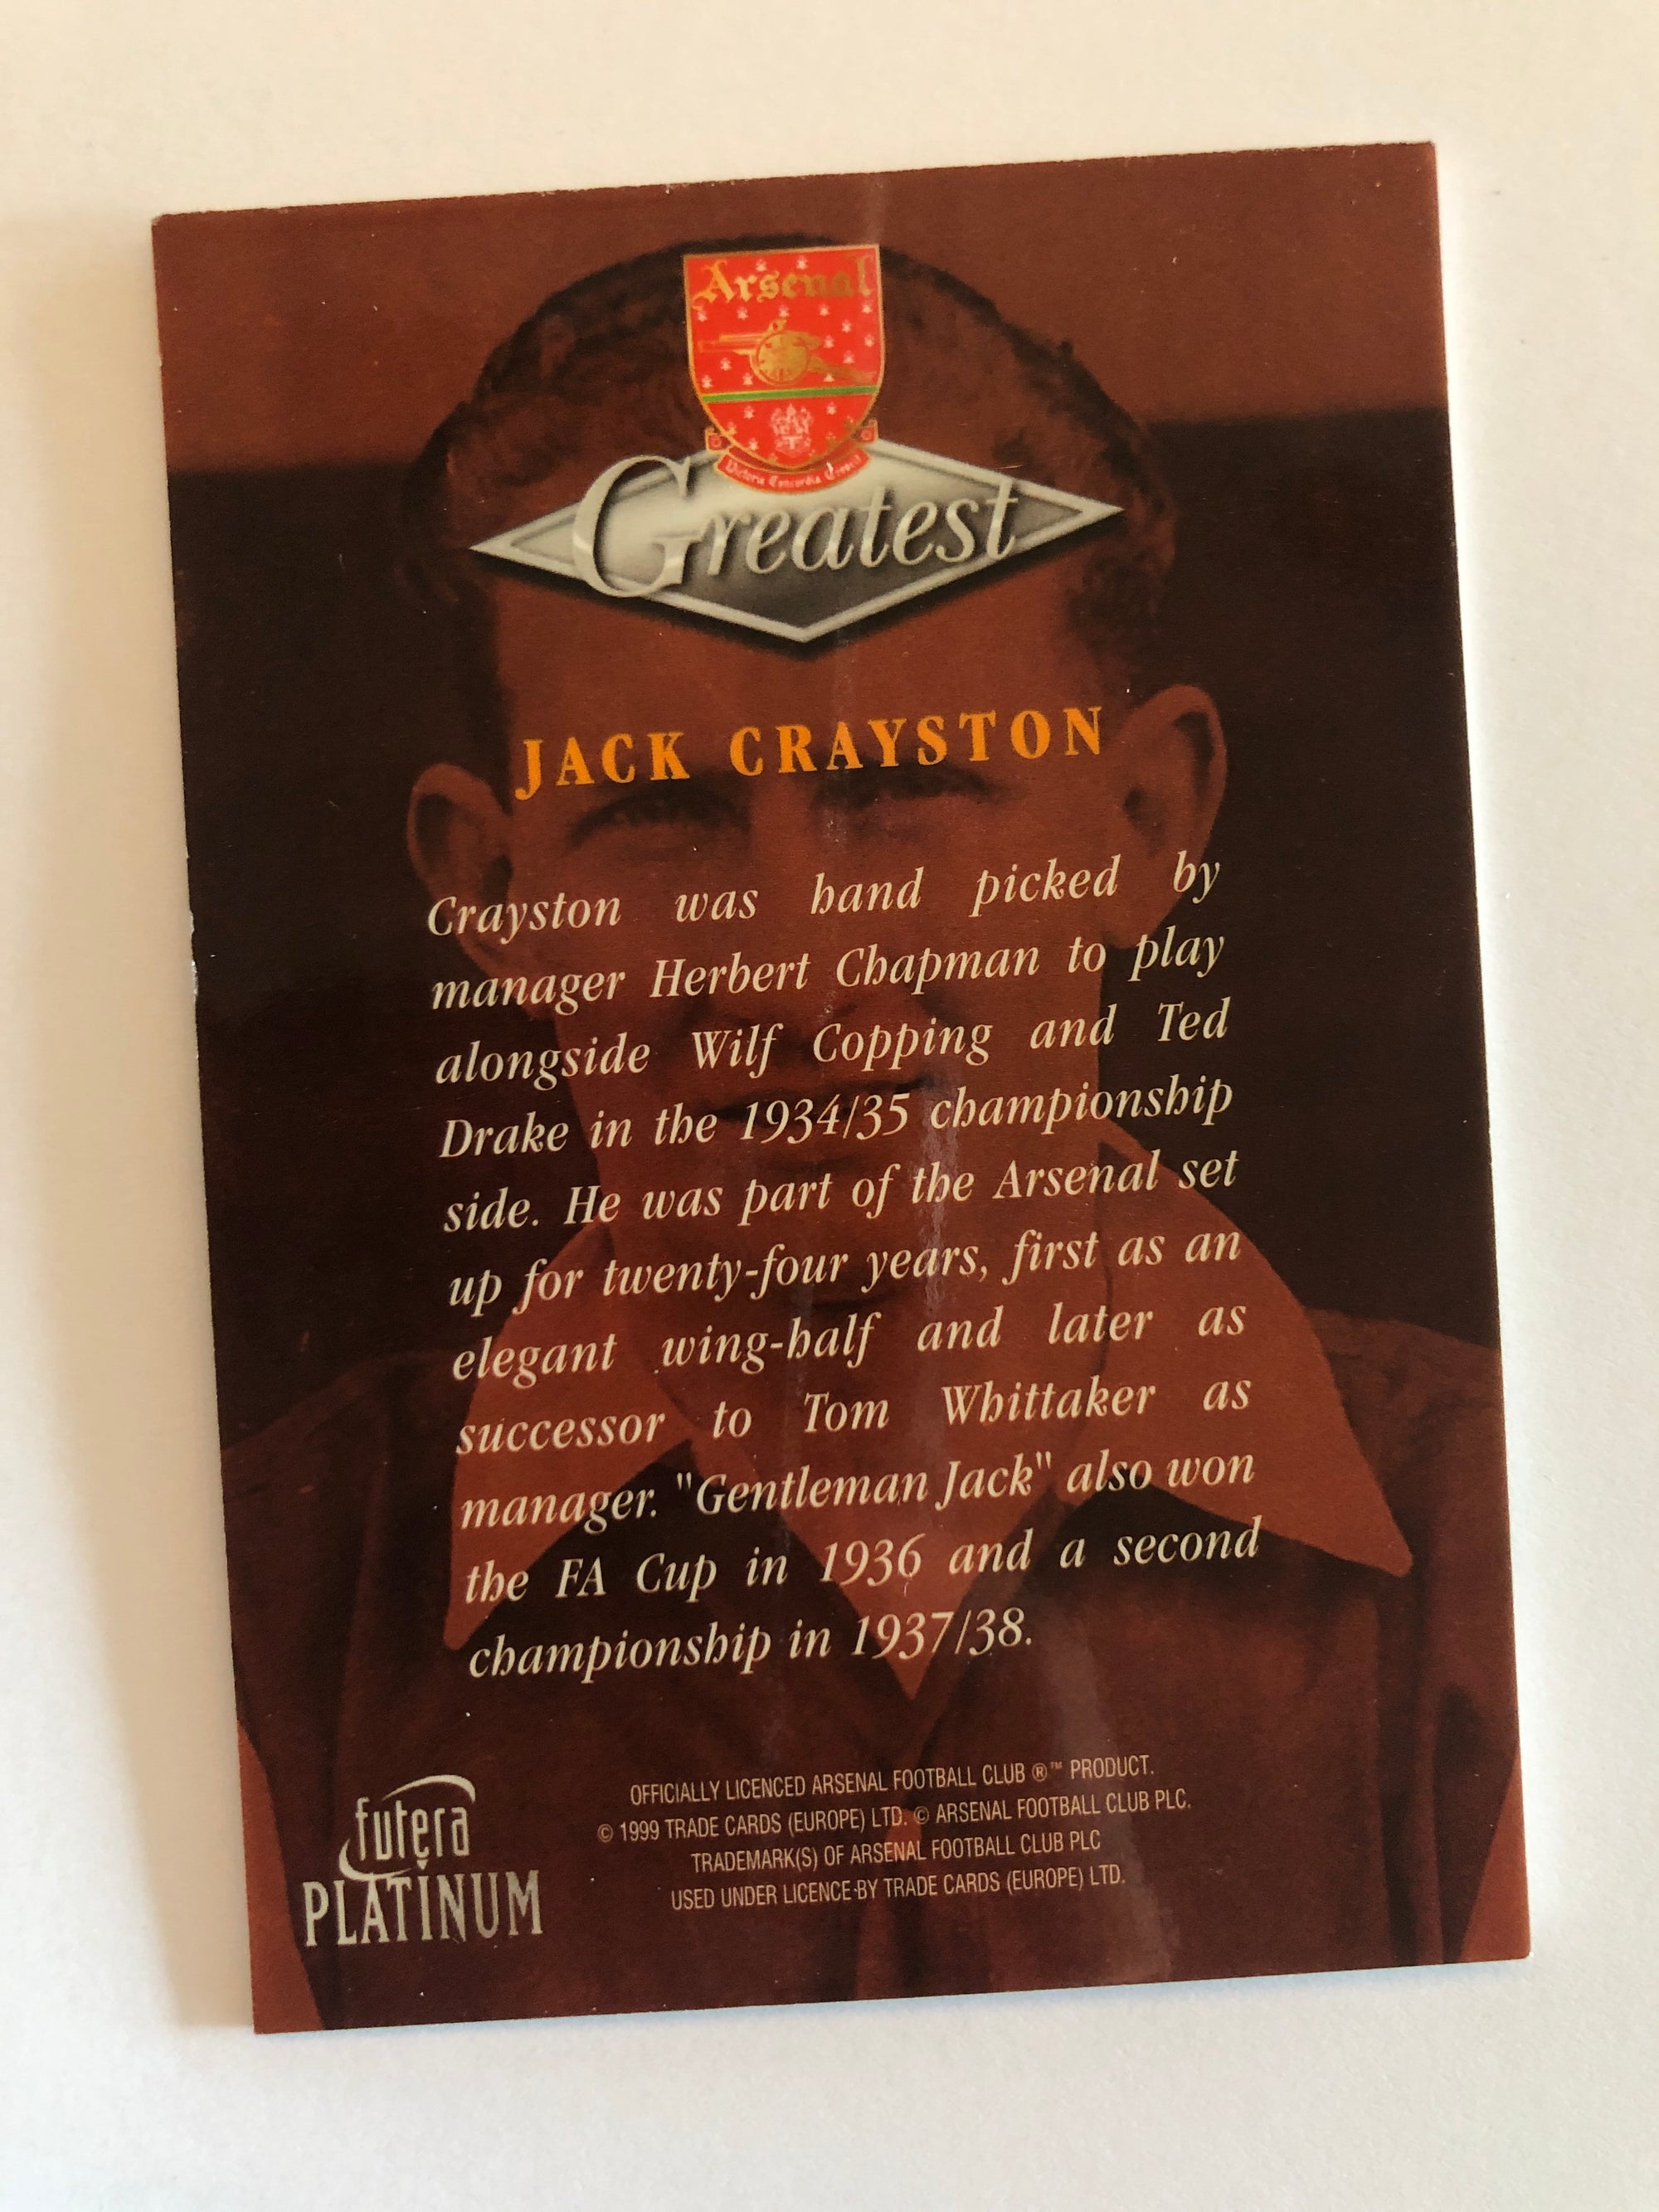 Arsenal
Victoria Concordia Crescit
Greatest
JACK CRAYSTON
Crayston was hand picked by
manager Herbert Chapman to play
alongside Wilf Copping and Ted
Drake in the 1934/35 championship
side. He was part of the Arsenal set
up for twenty-four years, first as an
elegant wing-half and later as
successor to Tom Whittaker as
manager. "Gentleman Jack" also won
the FA Cup in 1936 and a second
championship in 1937/38.
OFFICIALLY LICENCED ARSENAL FOOTBALL CLUB ®™ PRODUCT.
© 1999 TRADE CARDS (EUROPE) LTD. © ARSENAL FOOTBALL CLUB PLC.
TRADEMARK(S) OF ARSENAL FOOTBALL CLUB PLC
USED UNDER LICENCE BY TRADE CARDS (EUROPE) LTD.
futera
PLATINUM